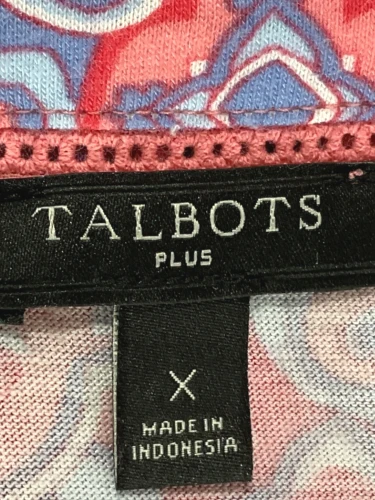 TALBOTS
PLUS
X
MADE IN
INDONESIA